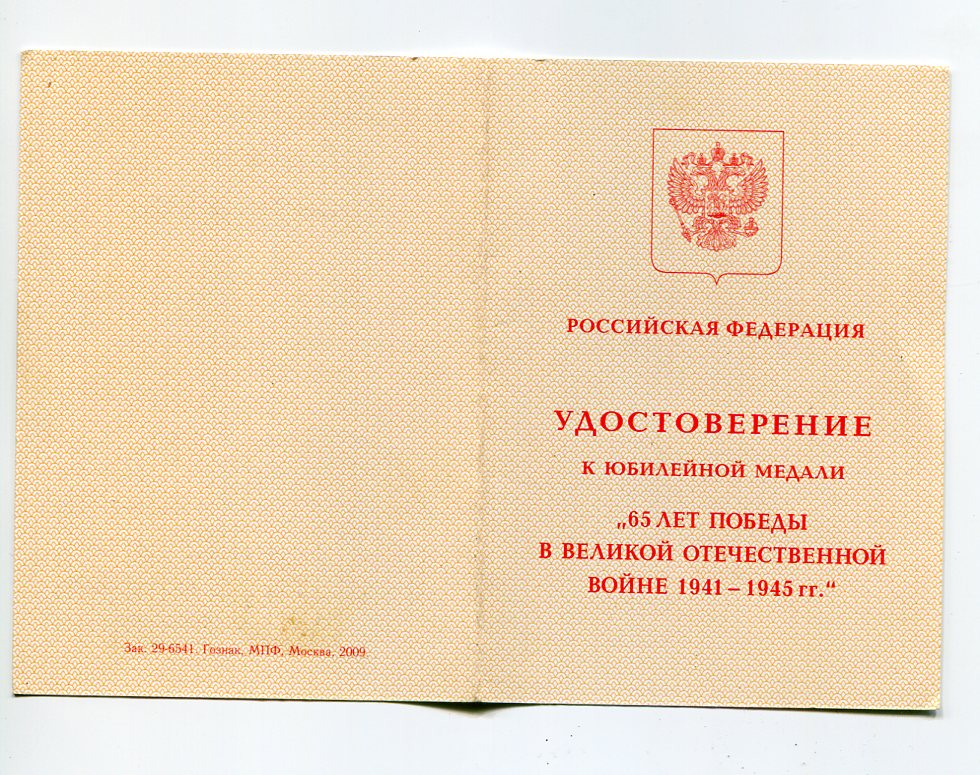 РОССИЙСКАЯ ФЕДЕРАЦИЯ
УДОСТОВЕРЕНИЕ
К ЮБИЛЕЙНОЙ МЕДАЛИ
„65 ЛЕТ ПОБЕДЫ
В ВЕЛИКОЙ ОТЕЧЕСТВЕННОЙ
ВОЙНЕ 1941 – 1945 гг.“
Зак. 29-6541. Гознак, МПФ, Москва, 2009.